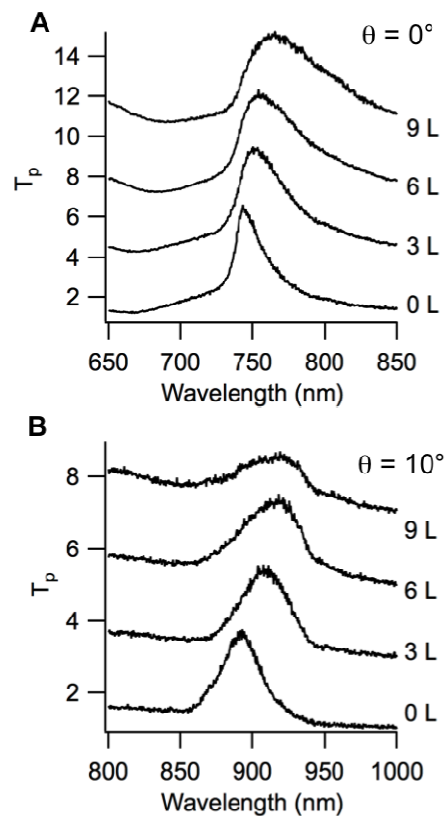 A
θ = 0°
14
12
10
8
6
4
2
Tp
9 L
6 L
3 L
0 L
650 700 750 800 850
Wavelength (nm)
B
θ = 10°
8
6
4
2
Tp
9 L
6 L
3 L
0 L
800 850 900 950 1000
Wavelength (nm)